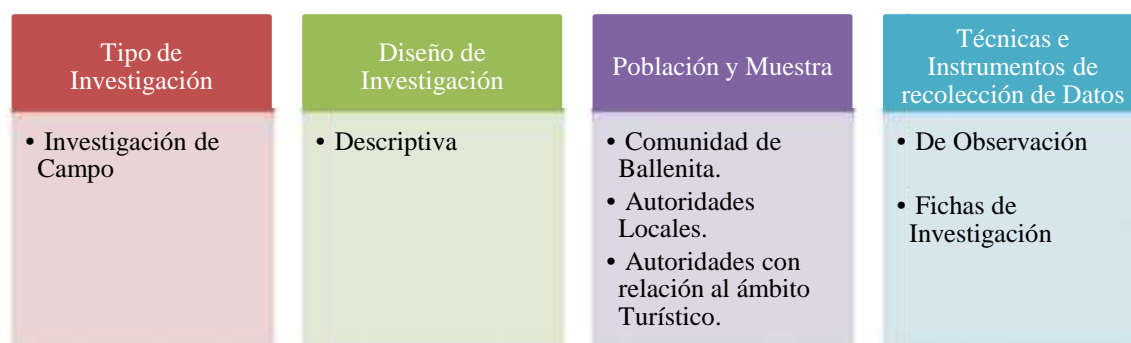 Tipo de
Investigación
• Investigación de
Campo
Diseño de
Investigación
• Descriptiva
Población y Muestra
• Comunidad de
Ballenita.
• Autoridades
Locales.
• Autoridades con
relación al ámbito
Turístico.
Técnicas e
Instrumentos de
recolección de Datos
• De Observación
• Fichas de
Investigación